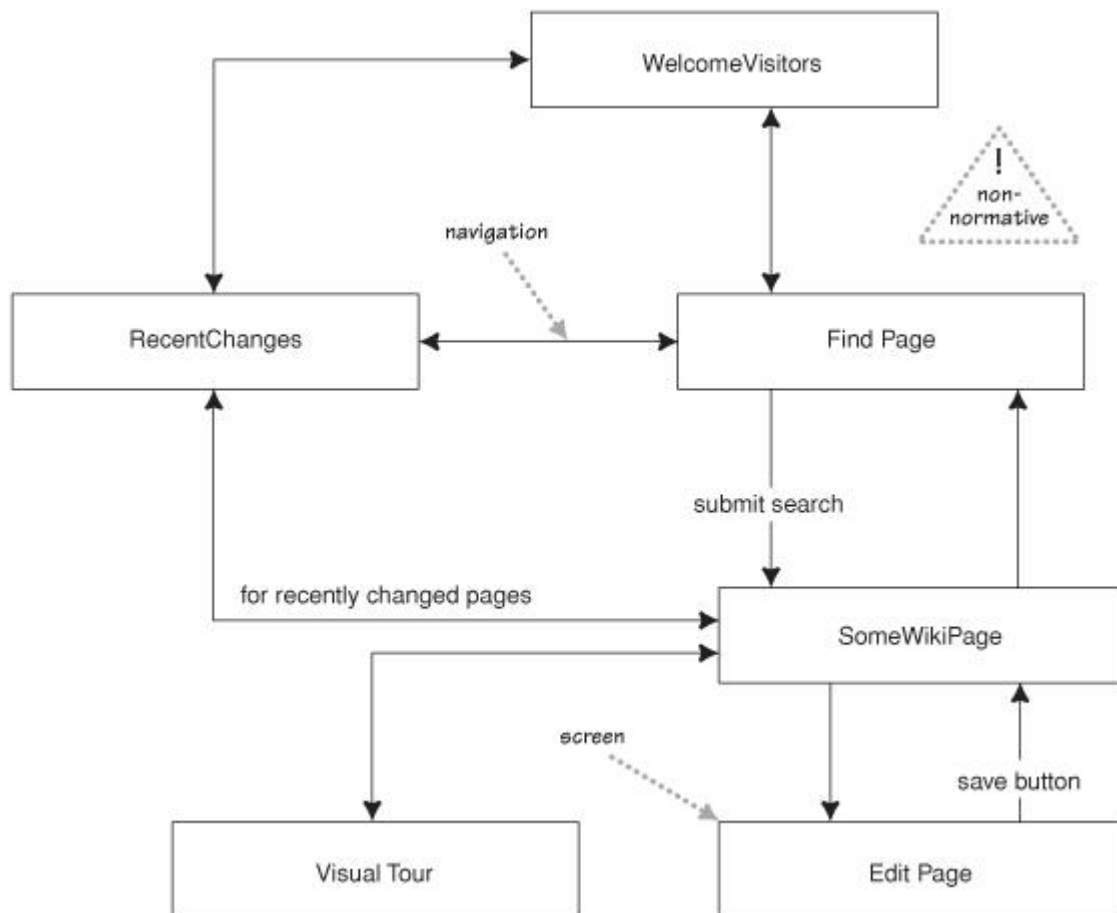 WelcomeVisitors
!
non-
normative
navigation
RecentChanges
Find Page
submit search
for recently changed pages
SomeWikiPage
screen
save button
Visual Tour
Edit Page